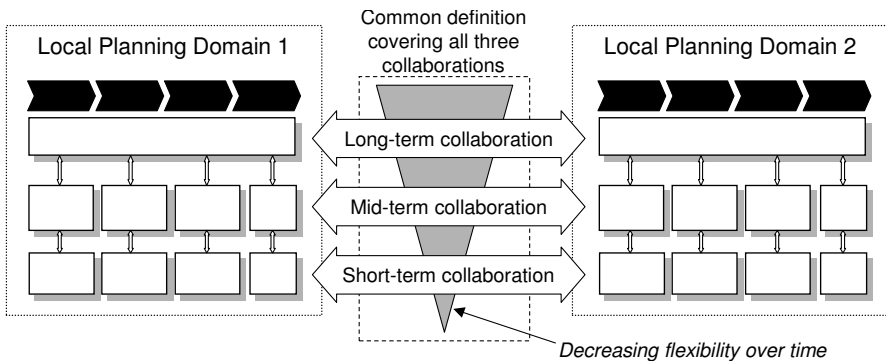 Common definition
covering all three
collaborations
Local Planning Domain 1
Local Planning Domain 2
Long-term collaboration
Mid-term collaboration
Short-term collaboration
Decreasing flexibility over time